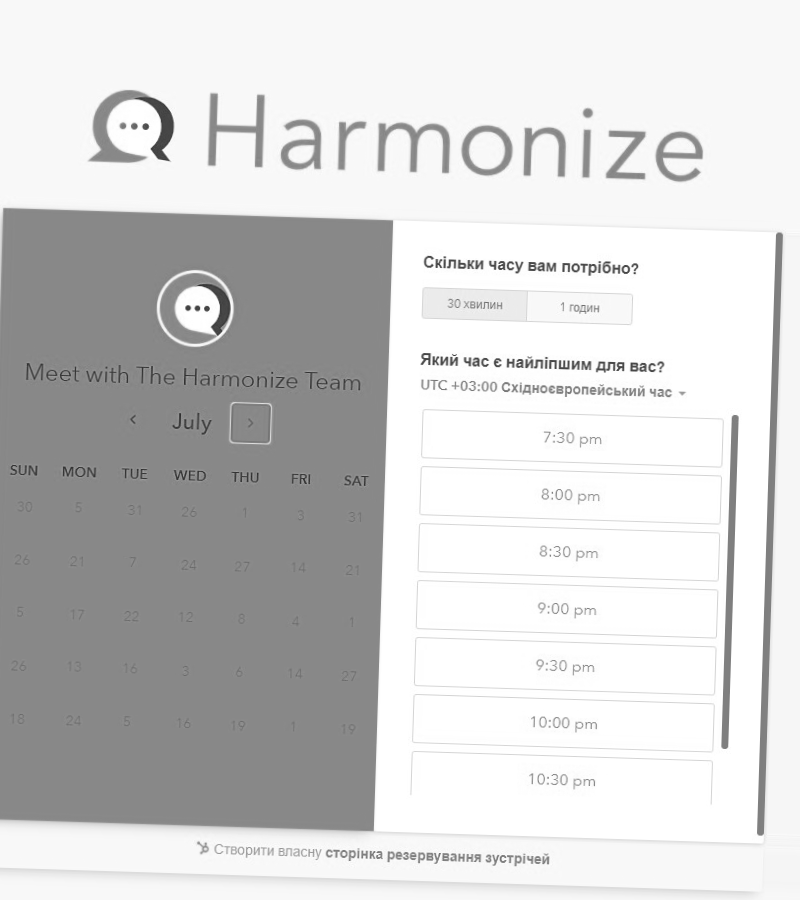 Harmonize
Meet with The Harmonize Team
July
SUN MON TUE WED THU FRI SAT
30 5 31 26 1 3 31
26 21 7 24 27 14 21
5 17 22 12 8 4 1
26 13 16 3 6 14 27
18 24 5 16 19 1 19
Скільки часу вам потрібно?
30 хвилин 1 годин
Який час є найліпшим для вас?
UTC +03:00 Східноєвропейський час
7:30 pm
8:00 pm
8:30 pm
9:00 pm
9:30 pm
10:00 pm
10:30 pm
Створити власну сторінка резервування зустрічей